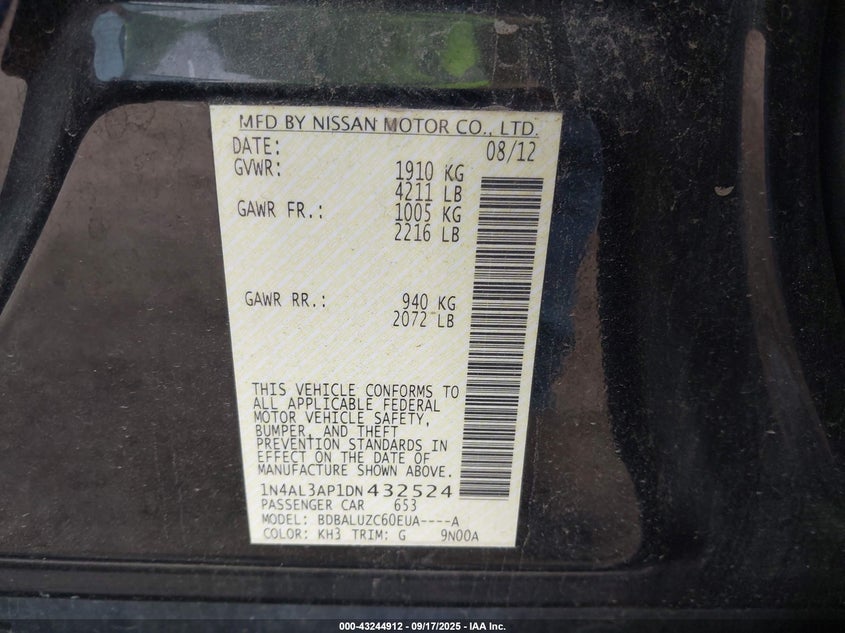 MFD BY NISSAN MOTOR CO., LTD.
DATE: 08/12
GVWR: 1910 KG
4211 LB
GAWR FR.: 1005 KG
2216 LB
GAWR RR.: 940 KG
2072 LB
THIS VEHICLE CONFORMS TO
ALL APPLICABLE FEDERAL
MOTOR VEHICLE SAFETY,
BUMPER, AND THEFT
PREVENTION STANDARDS IN
EFFECT ON THE DATE OF
MANUFACTURE SHOWN ABOVE.
1N4AL3AP1DN432524
PASSENGER CAR 653
MODEL: BDBALUZC60EUA----A
COLOR: KH3 TRIM: G 9N00A
000-43244912 - 09/17/2025 - IAA Inc.